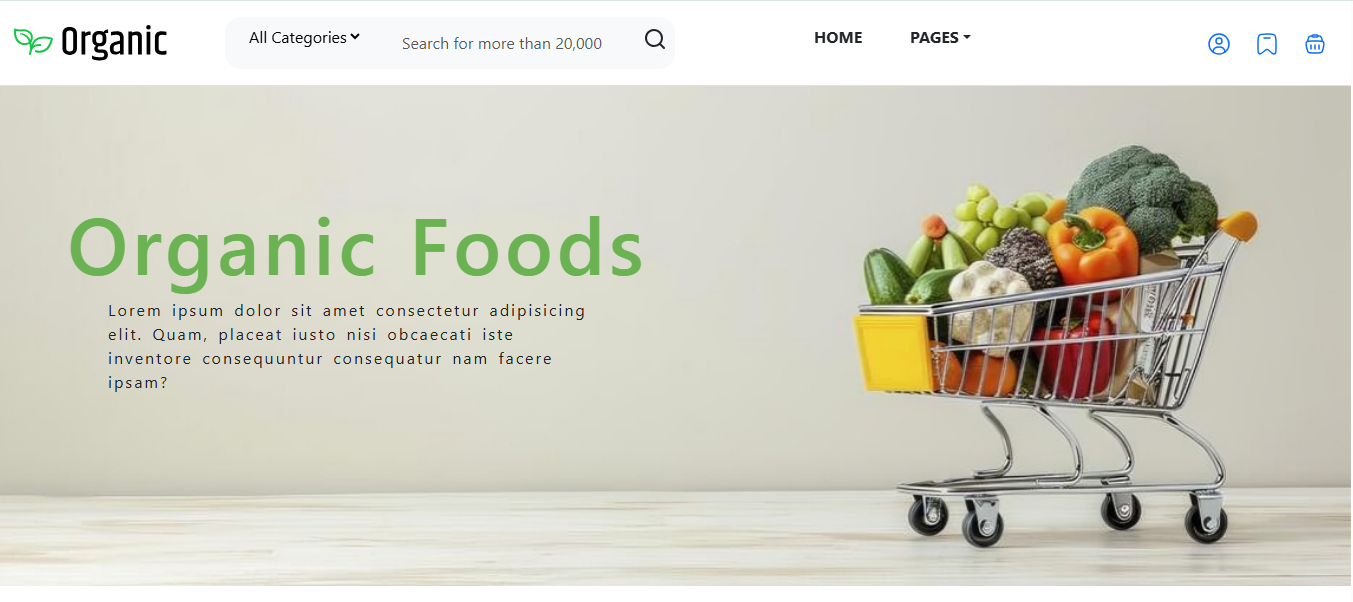 Organic
All Categories
Search for more than 20,000
HOME
PAGES
Organic Foods
Lorem ipsum dolor sit amet consectetur adipisicing
elit. Quam, placeat iusto nisi obcaecati iste
inventore consequuntur consequatur nam facere
ipsam?